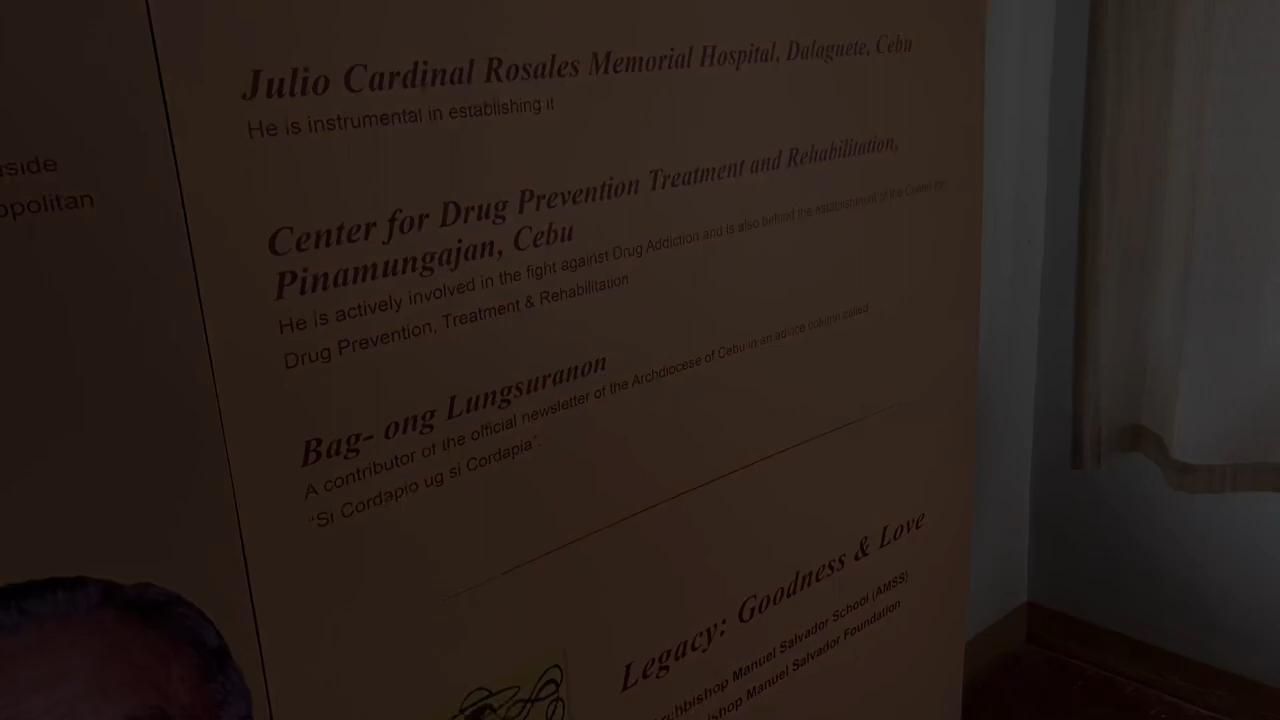 politan
Julio Cardinal Rosales Memorial Hospital, Dalaguete, Cebu
He is instrumental in establishing it
Center for Drug Prevention Treatment and Rehabilitation,
Pinamungajan, Cebu
He is actively involved in the fight against Drug Addiction and is also behind the establishment of the Center for
Drug Prevention, Treatment & Rehabilitation
Bag- ong Lungsuranon
A contributor of the official newsletter of the Archdiocese of Cebu in an advice column called
“Si Cordapio ug si Cordapia”.
Legacy: Goodness & Love
hbishop Manuel Salvador School (AMSS)
ishop Manuel Salvador Foundation